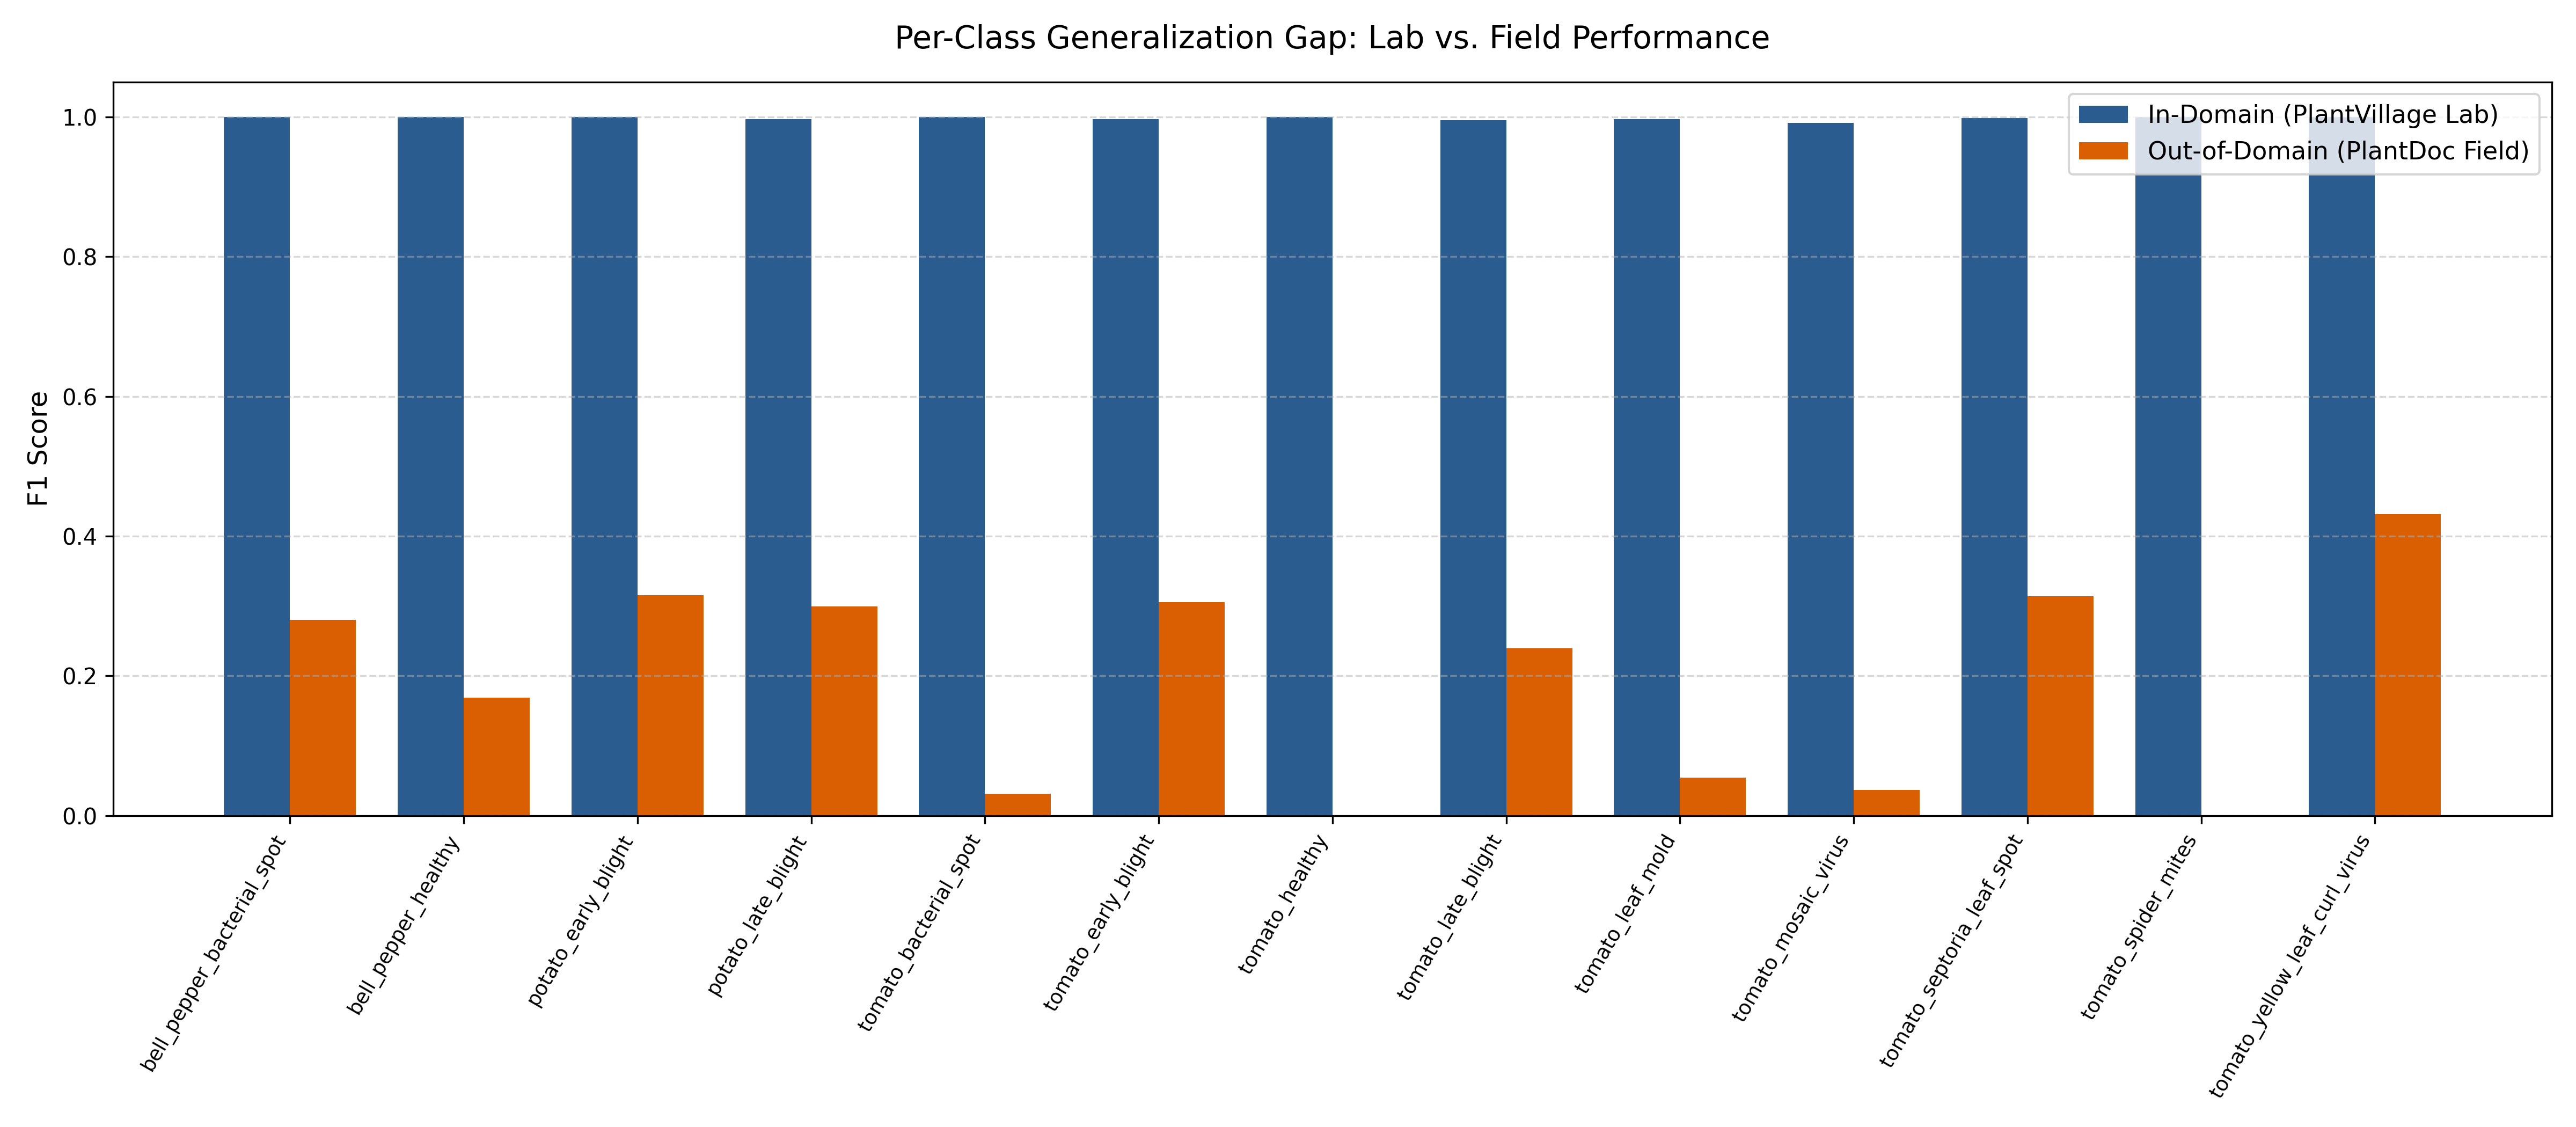 Per-Class Generalization Gap: Lab vs. Field Performance
In-Domain (PlantVillage Lab)
Out-of-Domain (PlantDoc Field)
F1 Score
1.0
0.8
0.6
0.4
0.2
0.0
bell_pepper_bacterial_spot
bell_pepper_healthy
potato_early_blight
potato_late_blight
tomato_bacterial_spot
tomato_early_blight
tomato_healthy
tomato_late_blight
tomato_leaf_mold
tomato_mosaic_virus
tomato_septoria_leaf_spot
tomato_spider_mites
tomato_yellow_leaf_curl_virus